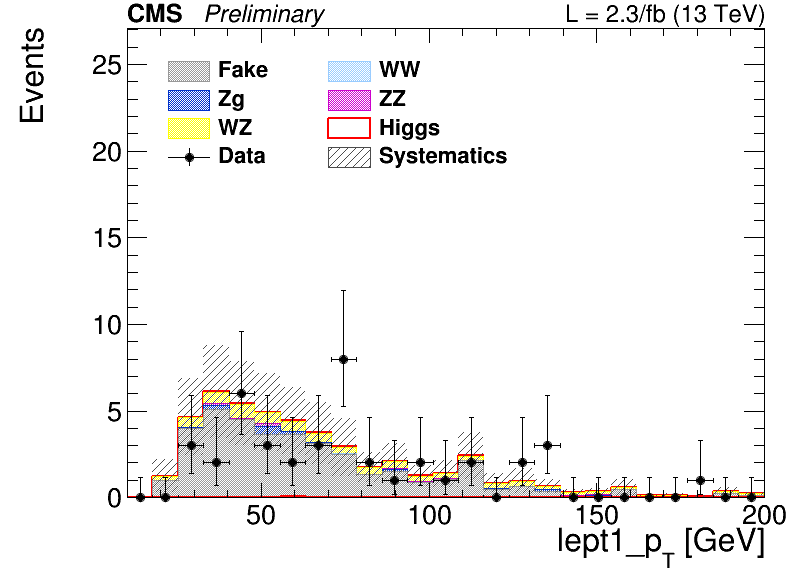 CMS Preliminary L = 2.3/fb (13 TeV)
Events
25
20
15
10
5
0
Fake WW
Zg ZZ
WZ Higgs
Data Systematics
50 100 150 200
lept1_p_T [GeV]